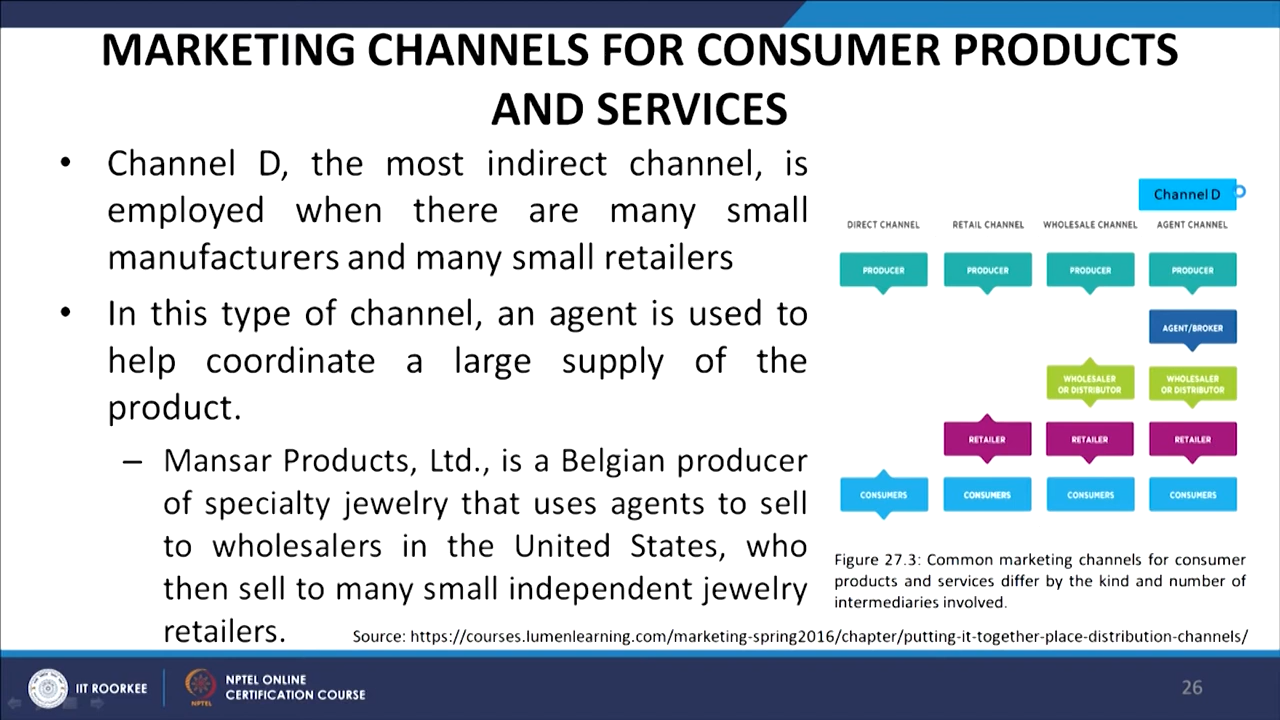 MARKETING CHANNELS FOR CONSUMER PRODUCTS
AND SERVICES
• Channel D, the most indirect channel, is
employed when there are many small
manufacturers and many small retailers
• In this type of channel, an agent is used to
help coordinate a large supply of the
product.
– Mansar Products, Ltd., is a Belgian producer
of specialty jewelry that uses agents to sell
to wholesalers in the United States, who
then sell to many small independent jewelry
retailers.
Channel D
DIRECT CHANNEL RETAIL CHANNEL WHOLESALE CHANNEL AGENT CHANNEL
PRODUCER PRODUCER PRODUCER PRODUCER
AGENT/BROKER
WHOLESALER WHOLESALER
OR DISTRIBUTOR OR DISTRIBUTOR
RETAILER RETAILER RETAILER
CONSUMERS CONSUMERS CONSUMERS CONSUMERS
Figure 27.3: Common marketing channels for consumer
products and services differ by the kind and number of
intermediaries involved.
Source: https://courses.lumenlearning.com/marketing-spring2016/chapter/putting-it-together-place-distribution-channels/
IIT ROORKEE
NPTEL
NPTEL ONLINE
CERTIFICATION COURSE
26